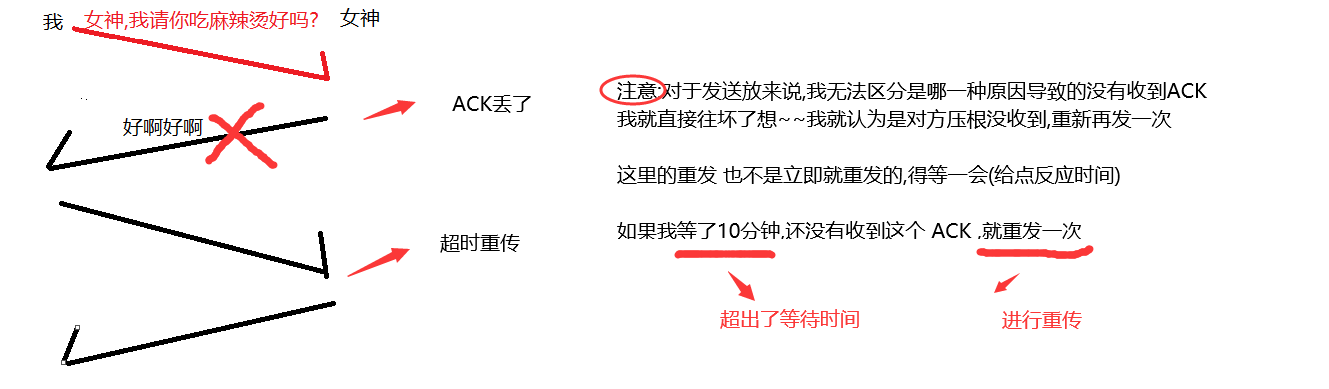 我 女神,我请你吃麻辣烫好吗? 女神
ACK丢了
好啊好啊
超时重传
注意:对于发送放来说,我无法区分是哪一种原因导致的没有收到ACK
我就直接往坏了想~~我就认为是对方压根没收到,重新再发一次
这里的重发 也不是立即就重发的,得等一会(给点反应时间)
如果我等了10分钟,还没有收到这个 ACK ,就重发一次
超出了等待时间
进行重传